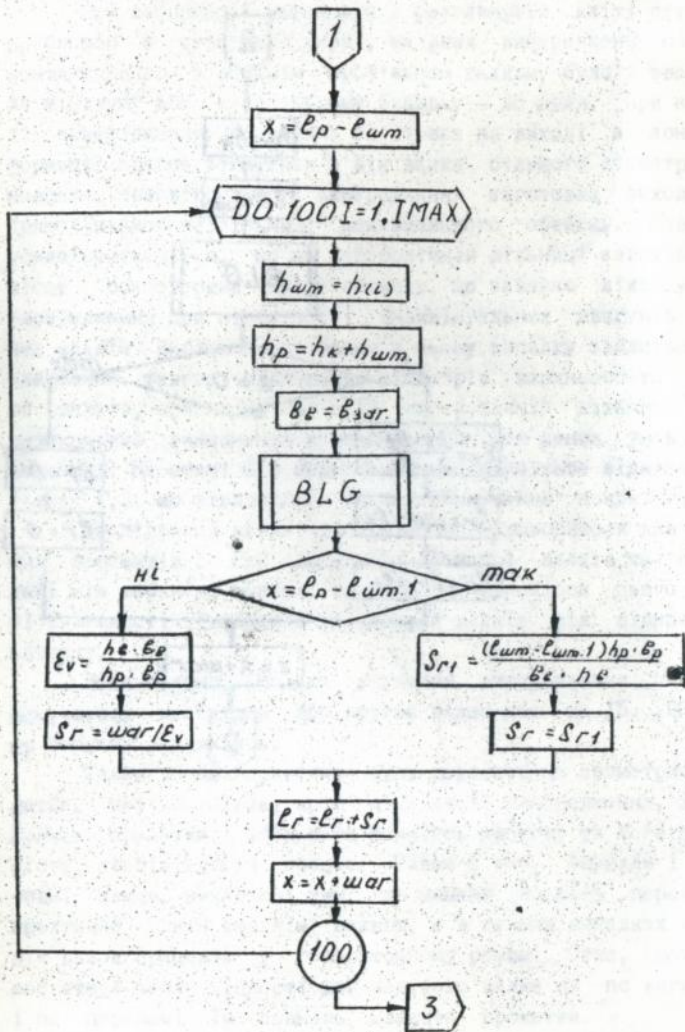 1
x = ℓр - ℓшт.
DO 100 I=1.IMAX
hшт = h(i)
hр = hк + hшт.
Bв = взаг.
BLG
x = ℓр - ℓшт.1
ні
так
εv = hв · вв / hр · вр
Sr1 = (ℓшт. - ℓшт.1) hр · вр / вв · hв
Sr = шаг/εv
Sr = Sr1
ℓr = ℓr + Sr
x = x + шаг
100
3